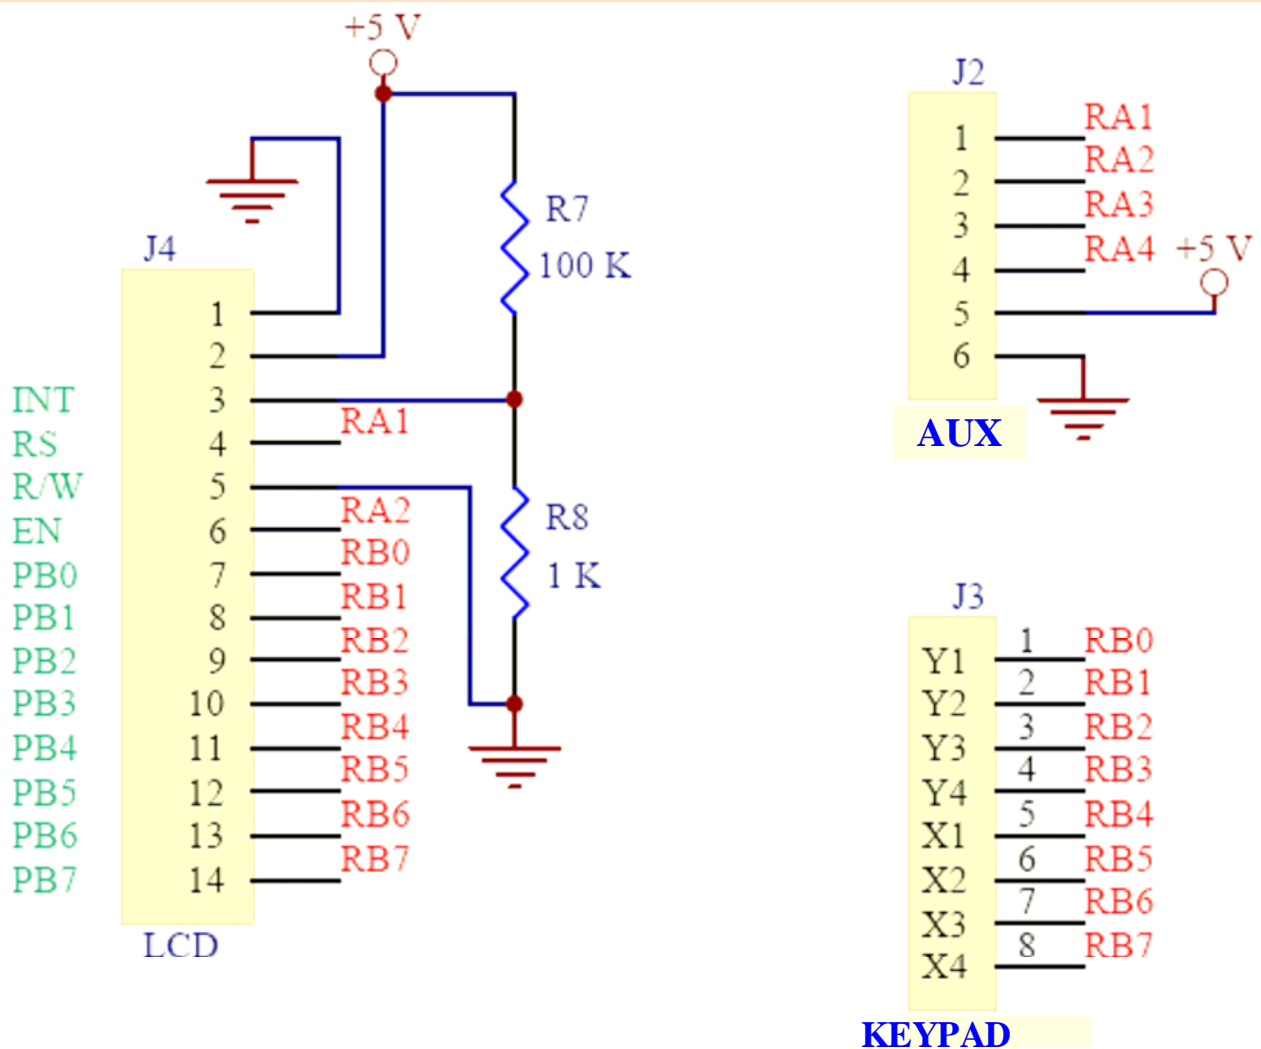 +5 V
J4
R7
100 K
1
2
INT 3
RS 4 RA1
R/W 5
EN 6 RA2
PB0 7 RB0
PB1 8 RB1
PB2 9 RB2
PB3 10 RB3
PB4 11 RB4
PB5 12 RB5
PB6 13 RB6
PB7 14 RB7
LCD
R8
1 K
J2
1 RA1
2 RA2
3 RA3
4 RA4
5 +5 V
6
AUX
J3
Y1 1 RB0
Y2 2 RB1
Y3 3 RB2
Y4 4 RB3
X1 5 RB4
X2 6 RB5
X3 7 RB6
X4 8 RB7
KEYPAD